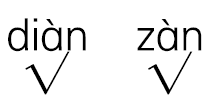 diàn zàn
√ √